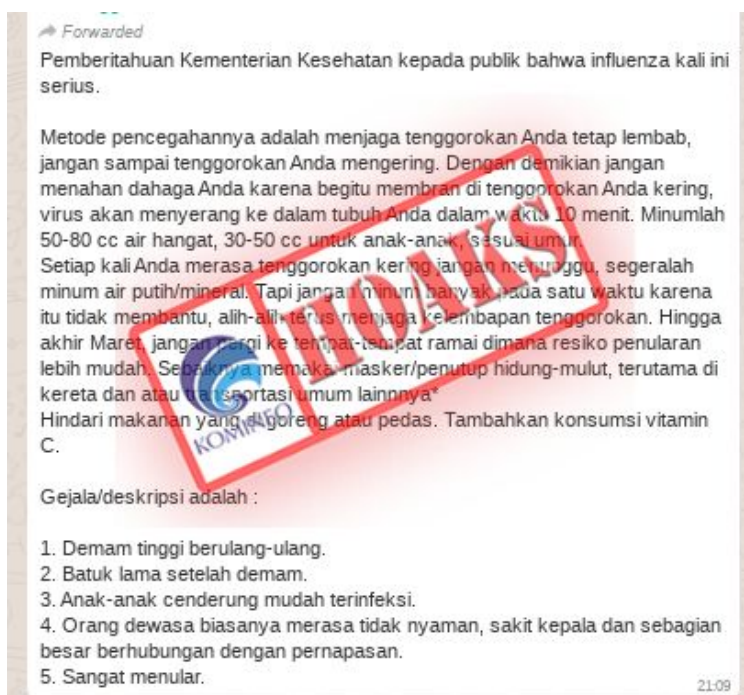 Forwarded
Pemberitahuan Kementerian Kesehatan kepada publik bahwa influenza kali ini
serius.
Metode pencegahannya adalah menjaga tenggorokan Anda tetap lembab,
jangan sampai tenggorokan Anda mengering. Dengan demikian jangan
menahan dahaga Anda karena begitu membran di tenggorokan Anda kering,
virus akan menyerang ke dalam tubuh Anda dalam waktu 10 menit. Minumlah
50-80 cc air hangat, 30-50 cc untuk anak-anak, sesuai umur.
Setiap kali Anda merasa tenggorokan kering jangan menunggu, segeralah
minum air putih/mineral. Tapi jangan minum banyak pada satu waktu karena
itu tidak membantu, alih-alih terus menjaga kelembapan tenggorokan. Hingga
akhir Maret, jangan pergi ke tempat-tempat ramai dimana resiko penularan
lebih mudah. Sebaiknya memakai masker/penutup hidung-mulut, terutama di
kereta dan atau transportasi umum lainnnya*
Hindari makanan yang digoreng atau pedas. Tambahkan konsumsi vitamin
C.
HOAKS
KOMINFO
Gejala/deskripsi adalah :
1. Demam tinggi berulang-ulang.
2. Batuk lama setelah demam.
3. Anak-anak cenderung mudah terinfeksi.
4. Orang dewasa biasanya merasa tidak nyaman, sakit kepala dan sebagian
besar berhubungan dengan pernapasan.
5. Sangat menular.
21:09